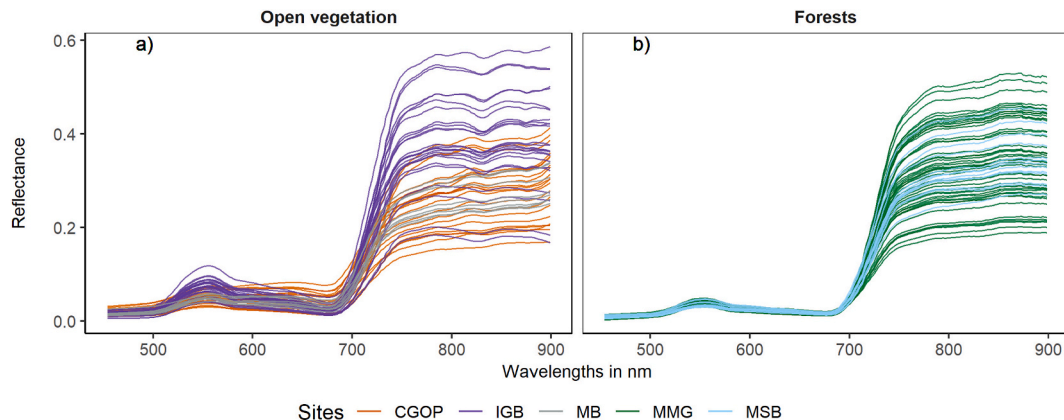 Open vegetation Forests
a) b)
0.6
0.4
0.2
0.0
Reflectance
500 600 700 800 900 500 600 700 800 900
Wavelengths in nm
Sites CGOP IGB MB MMG MSB